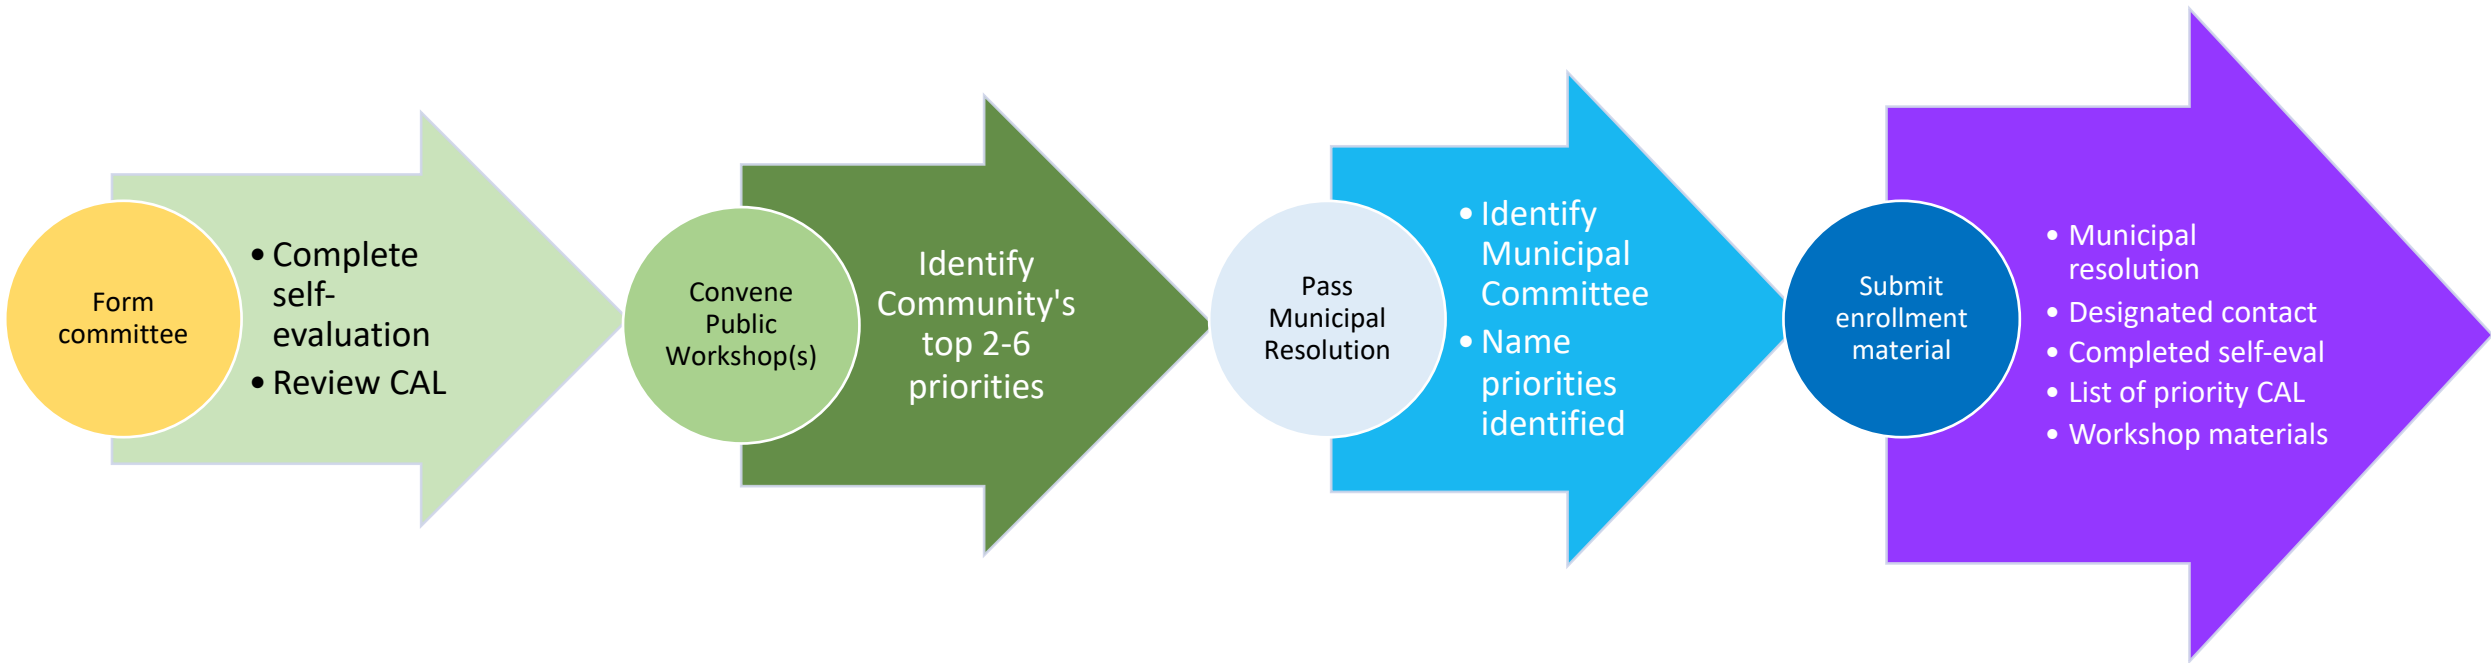 Form
committee
• Complete
self-
evaluation
• Review CAL
Convene
Public
Workshop(s)
Identify
Community's
top 2-6
priorities
Pass
Municipal
Resolution
• Identify
Municipal
Committee
• Name
priorities
identified
Submit
enrollment
material
• Municipal
resolution
• Designated contact
• Completed self-eval
• List of priority CAL
• Workshop materials